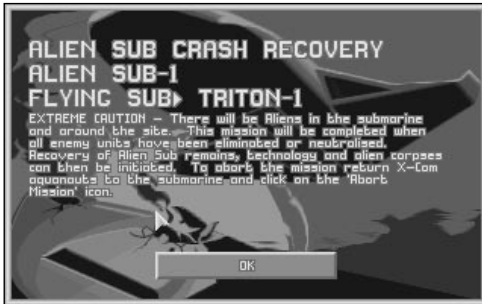 ALIEN SUB CRASH RECOVERY
ALIEN SUB-1
FLYING SUB▸ TRITON-1
EXTREME CAUTION - There will be Aliens in the submarine
and around the site. This mission will be completed when
all enemy units have been eliminated or neutralised.
Recovery of Alien Sub remains, technology and alien corpses
can then be initiated. To abort the mission return X-Com
aquanauts to the submarine and click on the 'Abort
Mission' icon.
OK